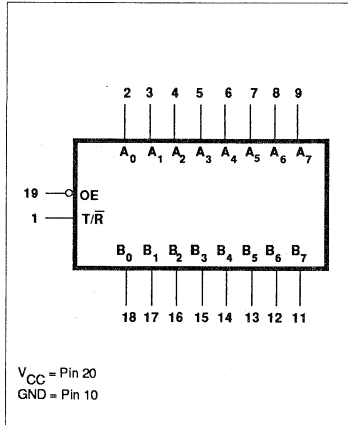 2 3 4 5 6 7 8 9
A0 A1 A2 A3 A4 A5 A6 A7
19 OE
1 T/R̅
B0 B1 B2 B3 B4 B5 B6 B7
18 17 16 15 14 13 12 11
VCC = Pin 20
GND = Pin 10